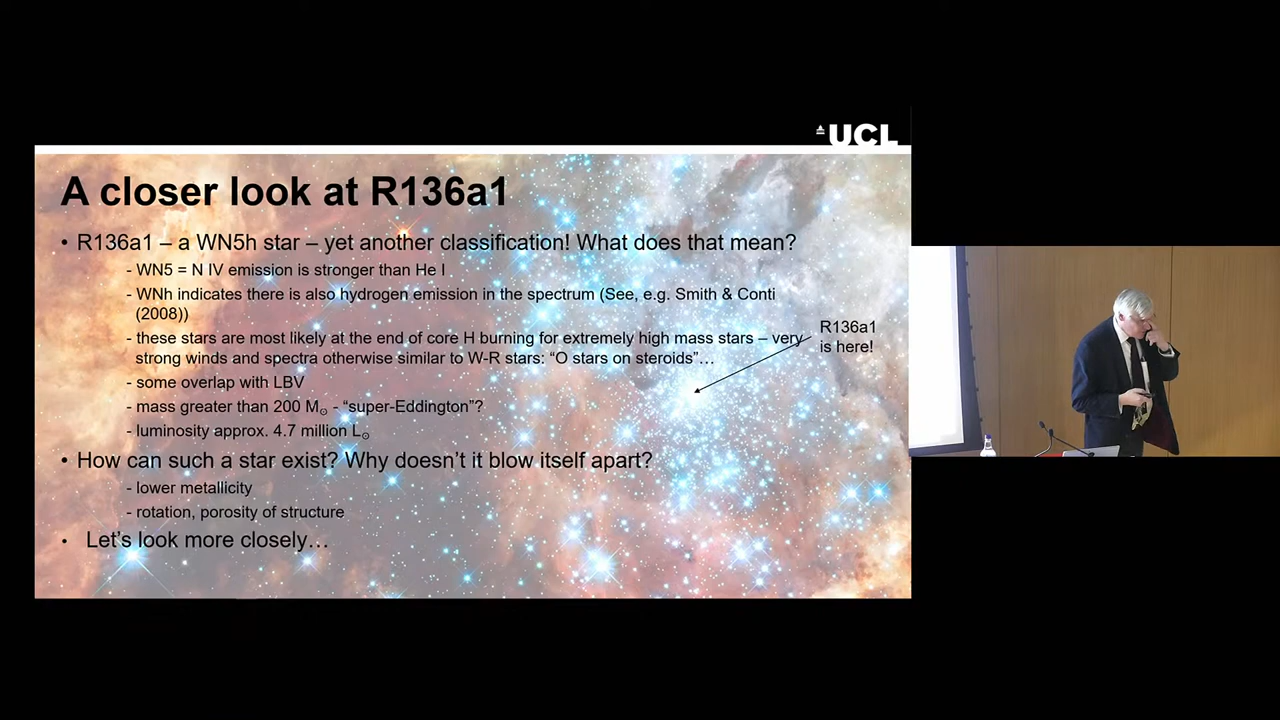 UCL
A closer look at R136a1
• R136a1 – a WN5h star – yet another classification! What does that mean?
- WN5 = N IV emission is stronger than He I
- WNh indicates there is also hydrogen emission in the spectrum (See, e.g. Smith & Conti
(2008))
- these stars are most likely at the end of core H burning for extremely high mass stars – very
strong winds and spectra otherwise similar to W-R stars: “O stars on steroids”…
- some overlap with LBV
- mass greater than 200 M☉ - “super-Eddington”?
- luminosity approx. 4.7 million L☉
• How can such a star exist? Why doesn’t it blow itself apart?
- lower metallicity
- rotation, porosity of structure
• Let’s look more closely…
R136a1
is here!